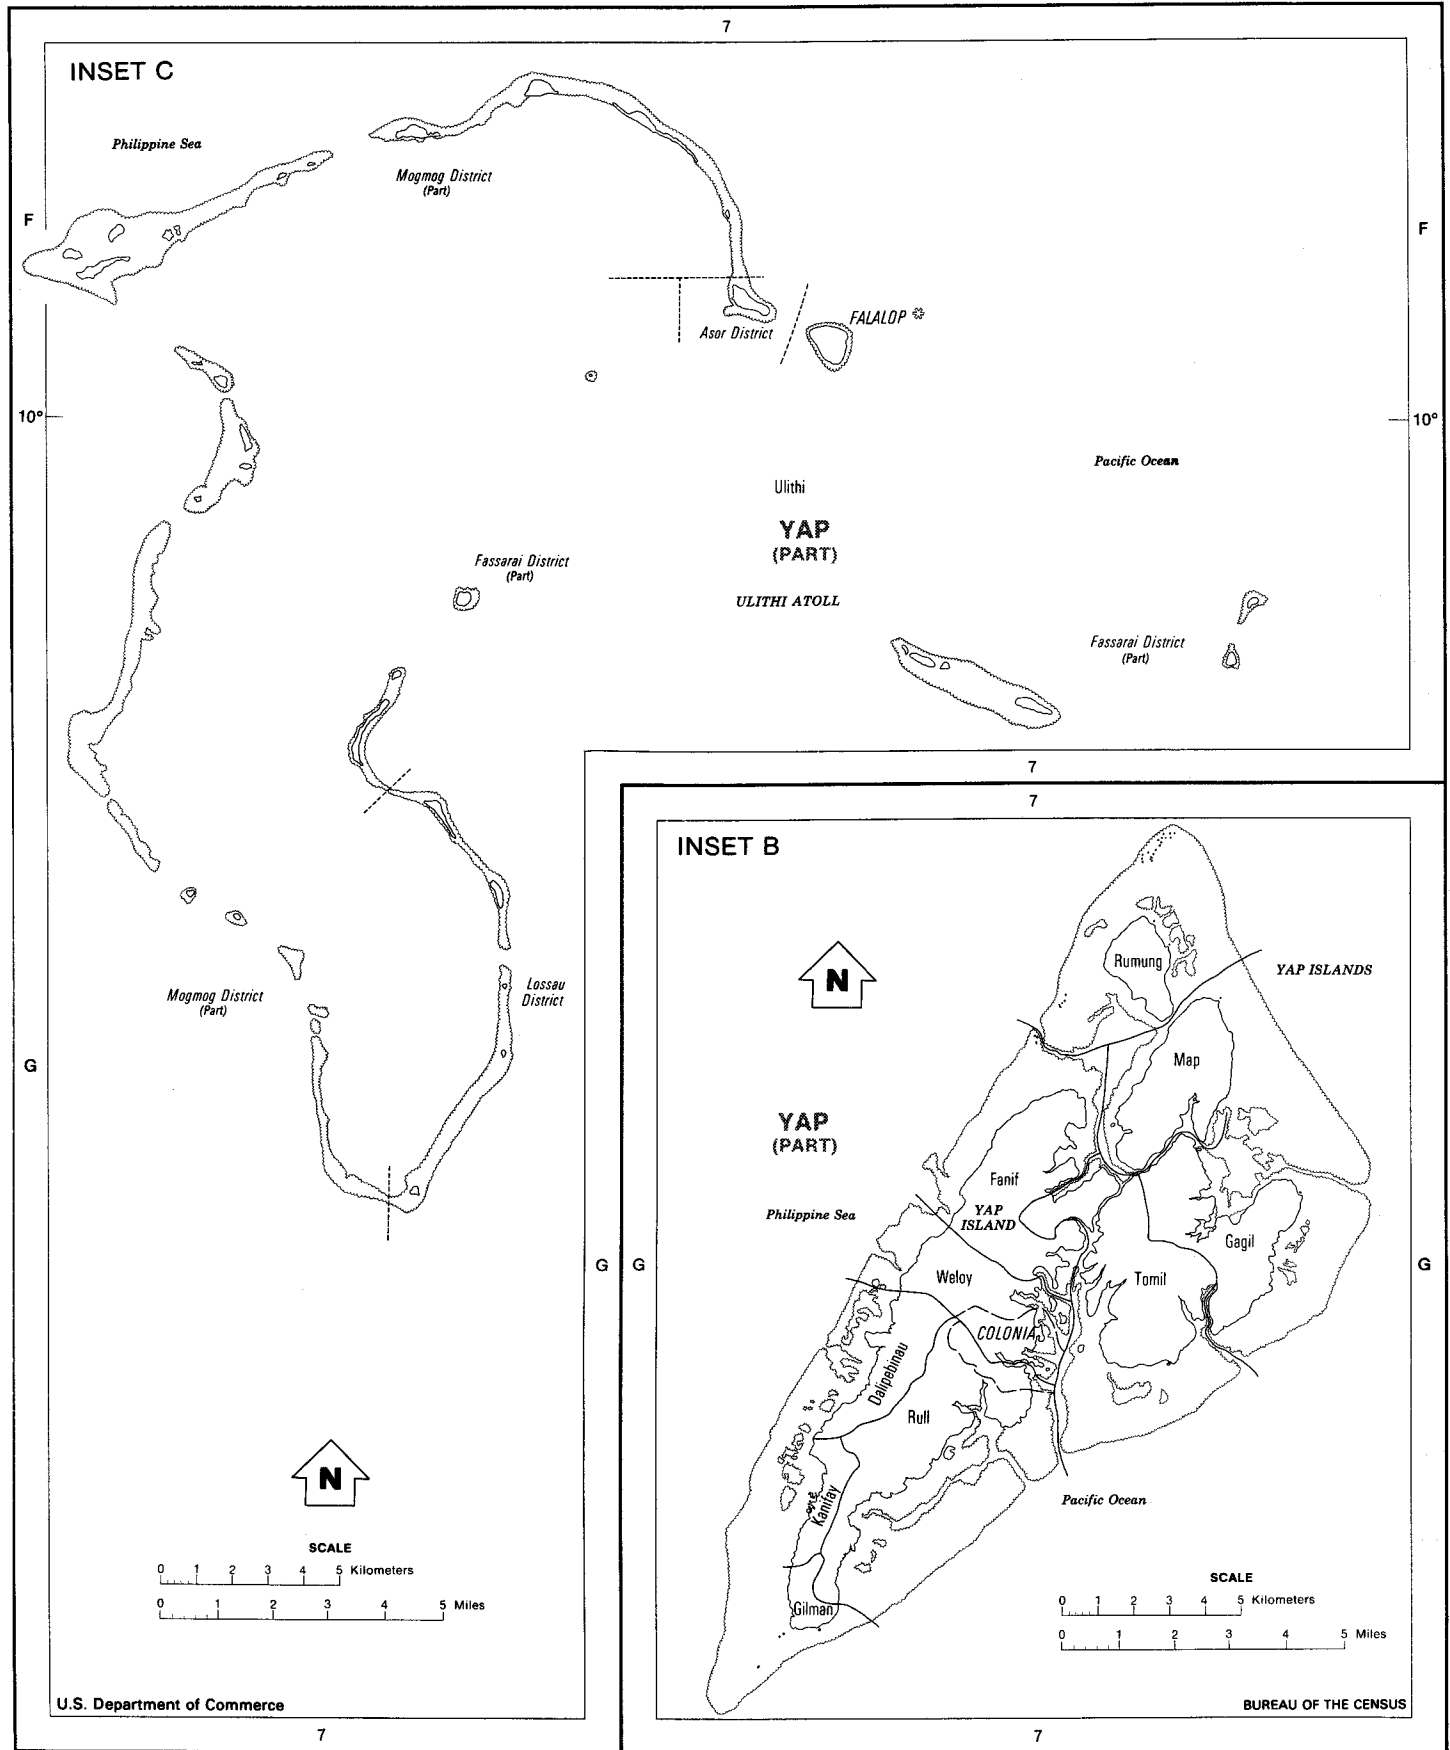 7
INSET C
Philippine Sea
Mogmog District
(Part)
F
F
FALALOP
Asor District
10°
10°
Pacific Ocean
Ulithi
YAP
(PART)
Fassarai District
(Part)
ULITHI ATOLL
Fassarai District
(Part)
7
7
INSET B
Rumung
N
YAP ISLANDS
Lossau
District
Mogmog District
(Part)
G
Map
YAP
(PART)
Fanif
YAP
ISLAND
Philippine Sea
Gagil
G
G
G
Weloy
Tomil
COLONIA
Dalipebinau
Rull
N
Kanifay
Pacific Ocean
SCALE
0 1 2 3 4 5 Kilometers
0 1 2 3 4 5 Miles
SCALE
0 1 2 3 4 5 Kilometers
0 1 2 3 4 5 Miles
Gilman
U.S. Department of Commerce
BUREAU OF THE CENSUS
7
7